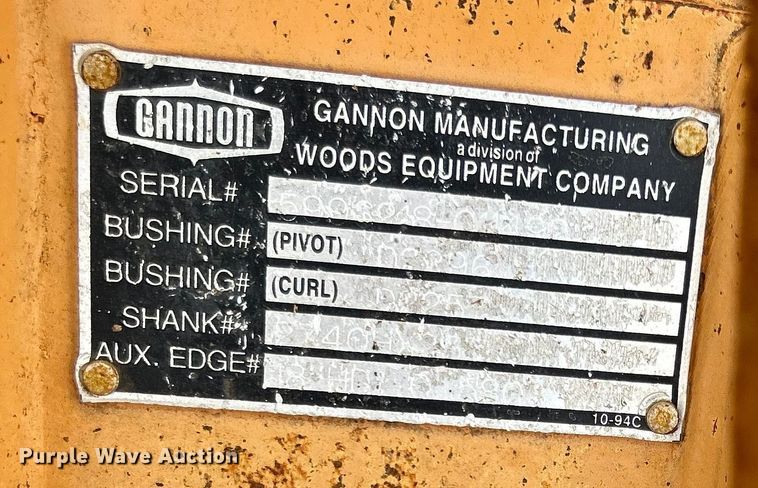 GANNON
GANNON MANUFACTURING
a division of
WOODS EQUIPMENT COMPANY
SERIAL#
BUSHING# (PIVOT)
BUSHING# (CURL)
SHANK#
AUX. EDGE#
10-94C
Purple Wave Auction